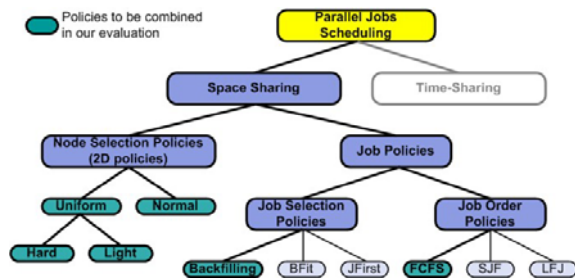 Policies to be combined
in our evaluation
Parallel Jobs
Scheduling
Space Sharing
Time-Sharing
Node Selection Policies
(2D policies)
Job Policies
Uniform
Normal
Job Selection
Policies
Job Order
Policies
Hard
Light
Backfilling
BFit
JFirst
FCFS
SJF
LFJ